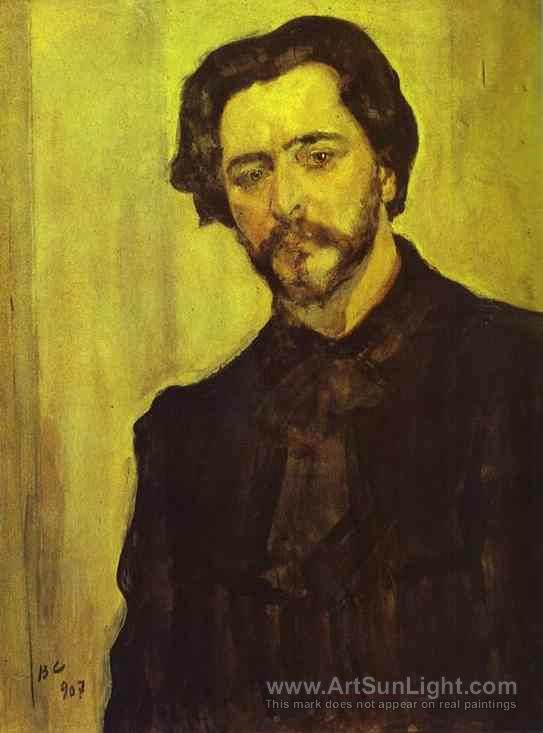 ВС
907
www.ArtSunLight.com
This mark does not appear on real paintings